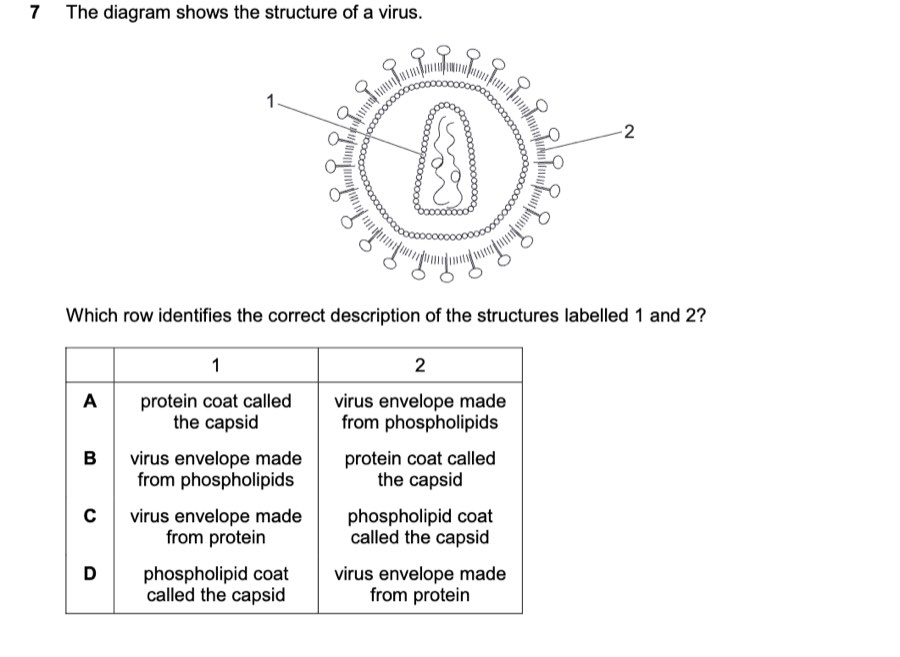 7 The diagram shows the structure of a virus.
1
2
Which row identifies the correct description of the structures labelled 1 and 2?
1 2
A protein coat called the capsid virus envelope made from phospholipids
B virus envelope made from phospholipids protein coat called the capsid
C virus envelope made from protein phospholipid coat called the capsid
D phospholipid coat called the capsid virus envelope made from protein